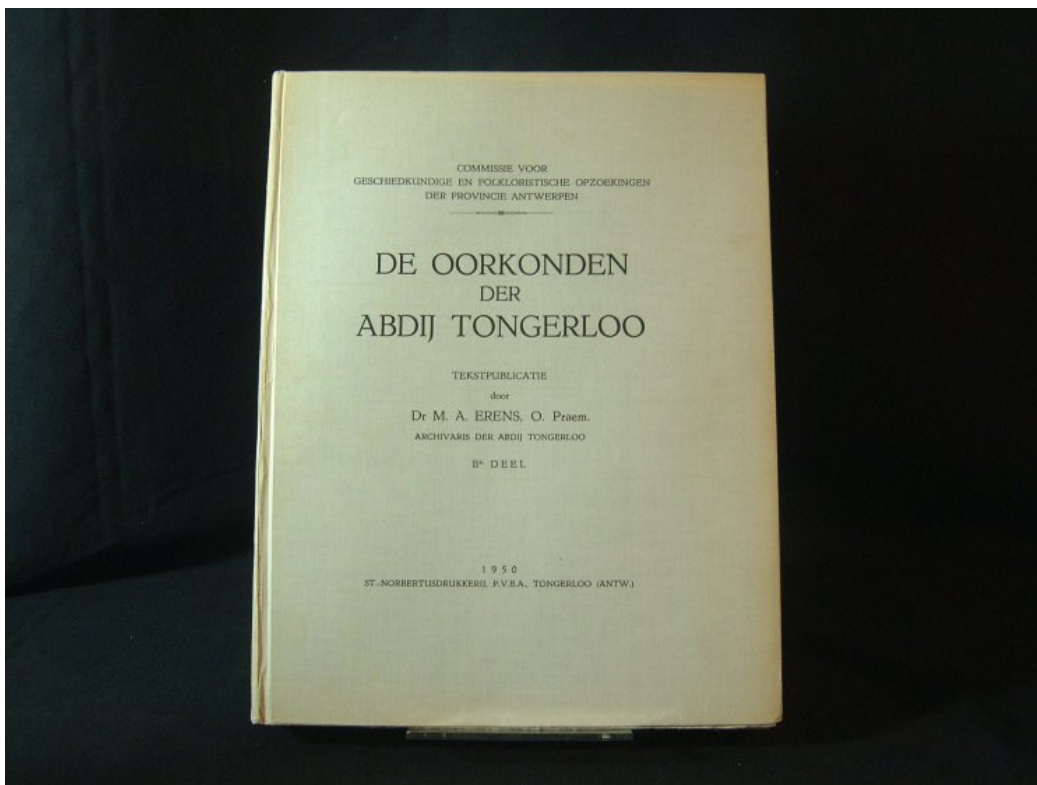 COMMISSIE VOOR
GESCHIEDKUNDIGE EN FOLKLORISTISCHE OPZOEKINGEN
DER PROVINCIE ANTWERPEN
DE OORKONDEN
DER
ABDIJ TONGERLOO
TEKSTPUBLICATIE
door
Dr M. A. ERENS, O. Praem.
ARCHIVARIS DER ABDIJ TONGERLOO
IIde DEEL
1950
ST.-NORBERTUSDRUKKERIJ, P.V.B.A., TONGERLOO (ANTW.)